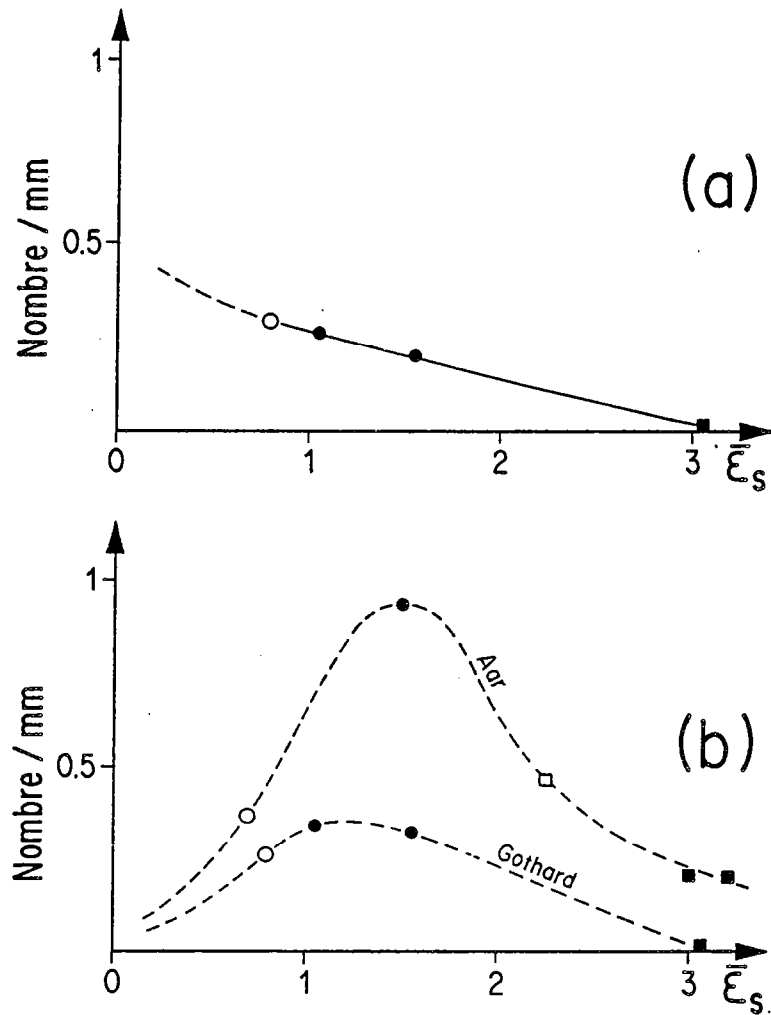 1
(a)
Nombre / mm
0.5
0 1 2 3 ε̄s
1
Aar
(b)
Nombre / mm
0.5
Gothard
0 1 2 3 ε̄s.